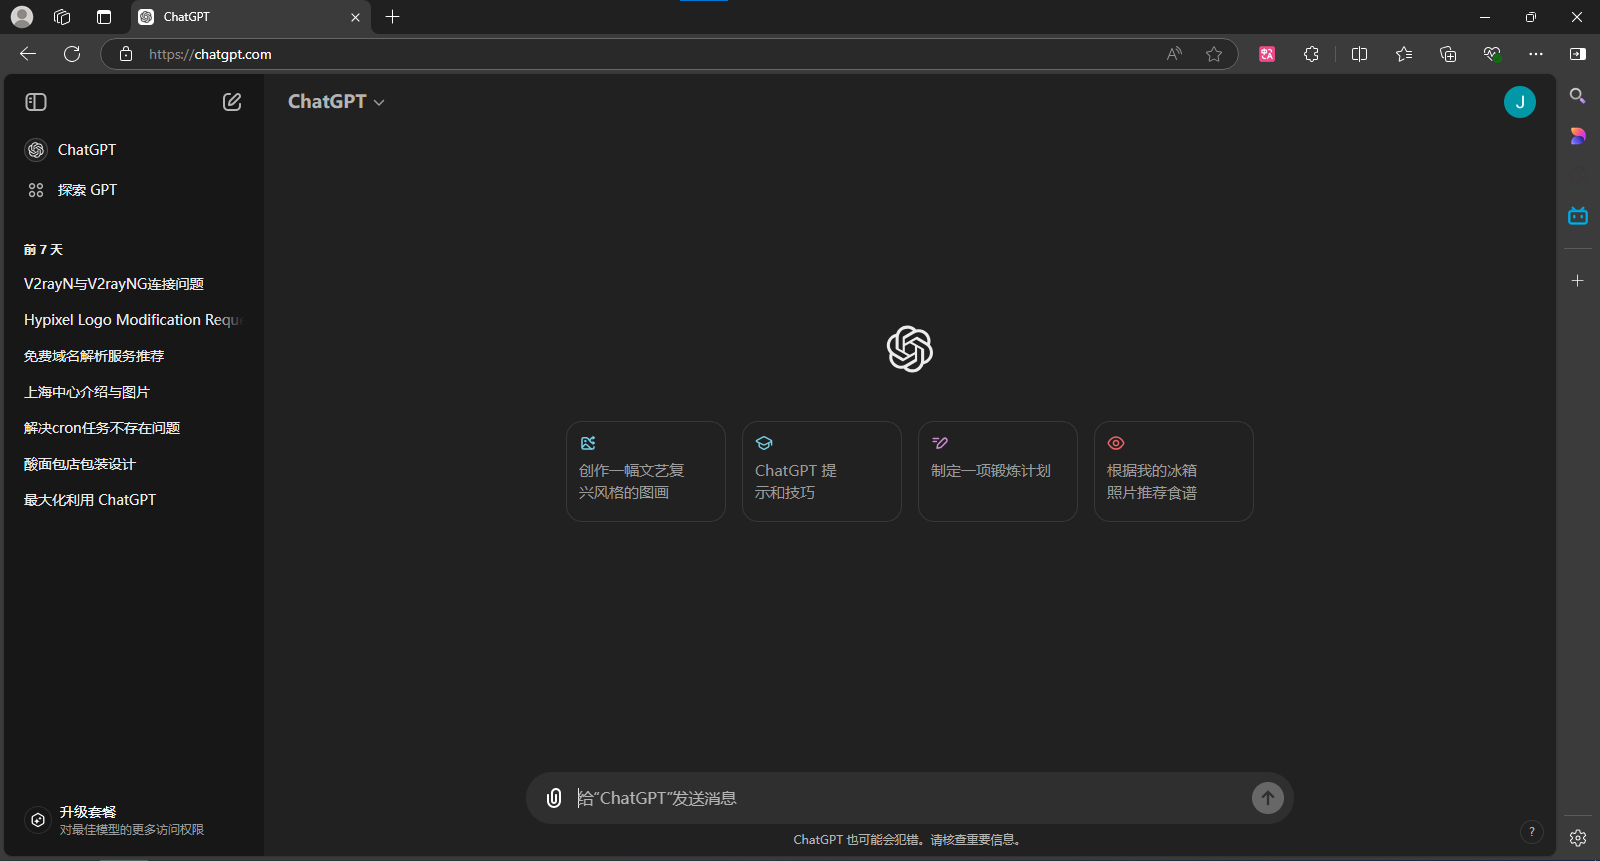 ChatGPT
https://chatgpt.com
ChatGPT
J
ChatGPT
探索 GPT
前 7 天
V2rayN与V2rayNG连接问题
Hypixel Logo Modification Reque
免费域名解析服务推荐
上海中心介绍与图片
解决cron任务不存在问题
酸面包店包装设计
最大化利用 ChatGPT
创作一幅文艺复
兴风格的图画
ChatGPT 提
示和技巧
制定一项锻炼计划
根据我的冰箱
照片推荐食谱
给“ChatGPT”发送消息
升级套餐
对最佳模型的更多访问权限
ChatGPT 也可能会犯错。请核查重要信息。
?